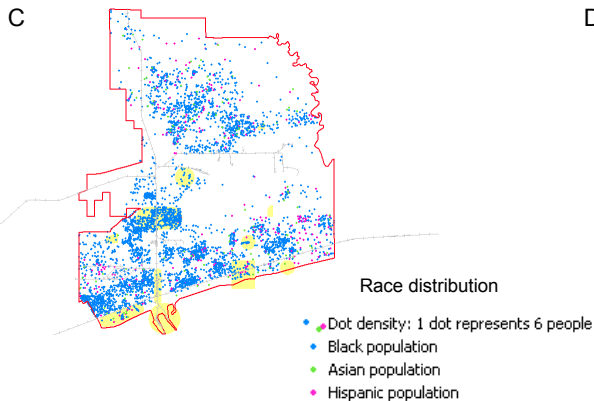 C
D
Race distribution
Dot density: 1 dot represents 6 people
Black population
Asian population
Hispanic population